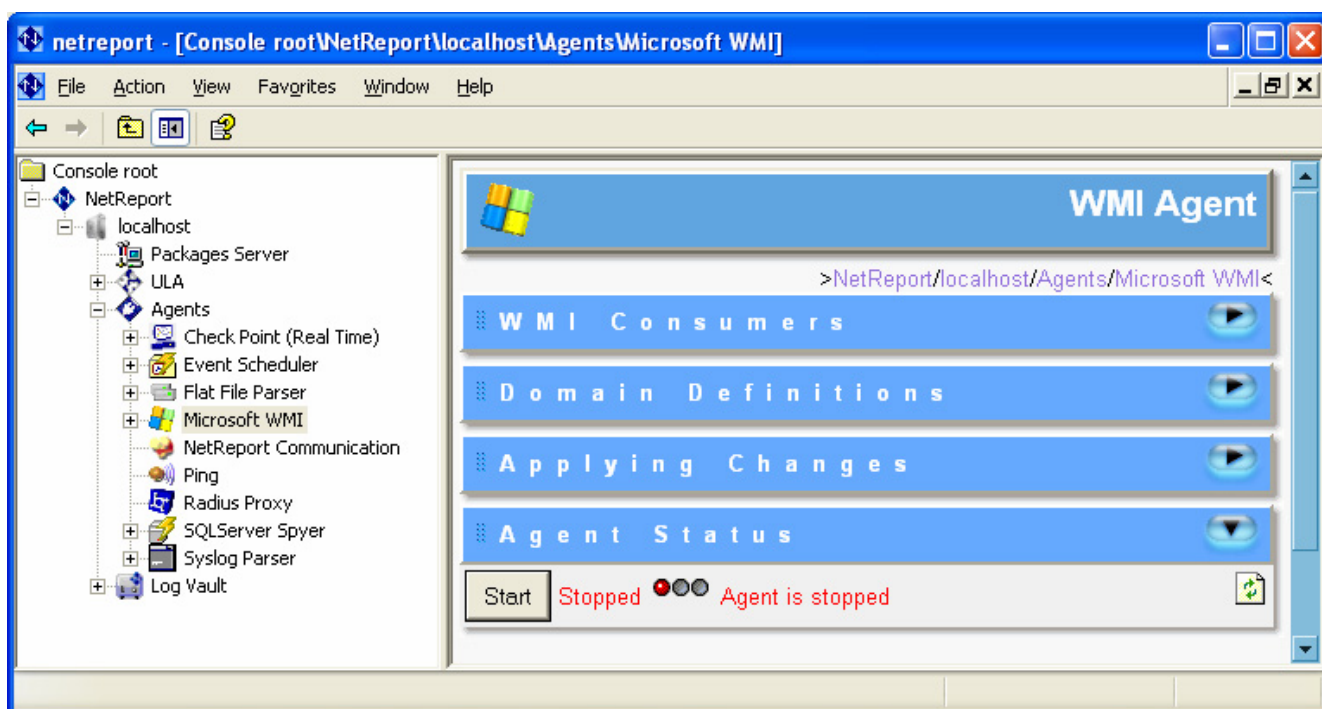 netreport - [Console root\NetReport\localhost\Agents\Microsoft WMI]
File Action View Favorites Window Help
Console root
NetReport
localhost
Packages Server
ULA
Agents
Check Point (Real Time)
Event Scheduler
Flat File Parser
Microsoft WMI
NetReport Communication
Ping
Radius Proxy
SQLServer Spyer
Syslog Parser
Log Vault
WMI Agent
>NetReport/localhost/Agents/Microsoft WMI<
WMI Consumers
Domain Definitions
Applying Changes
Agent Status
Start Stopped Agent is stopped